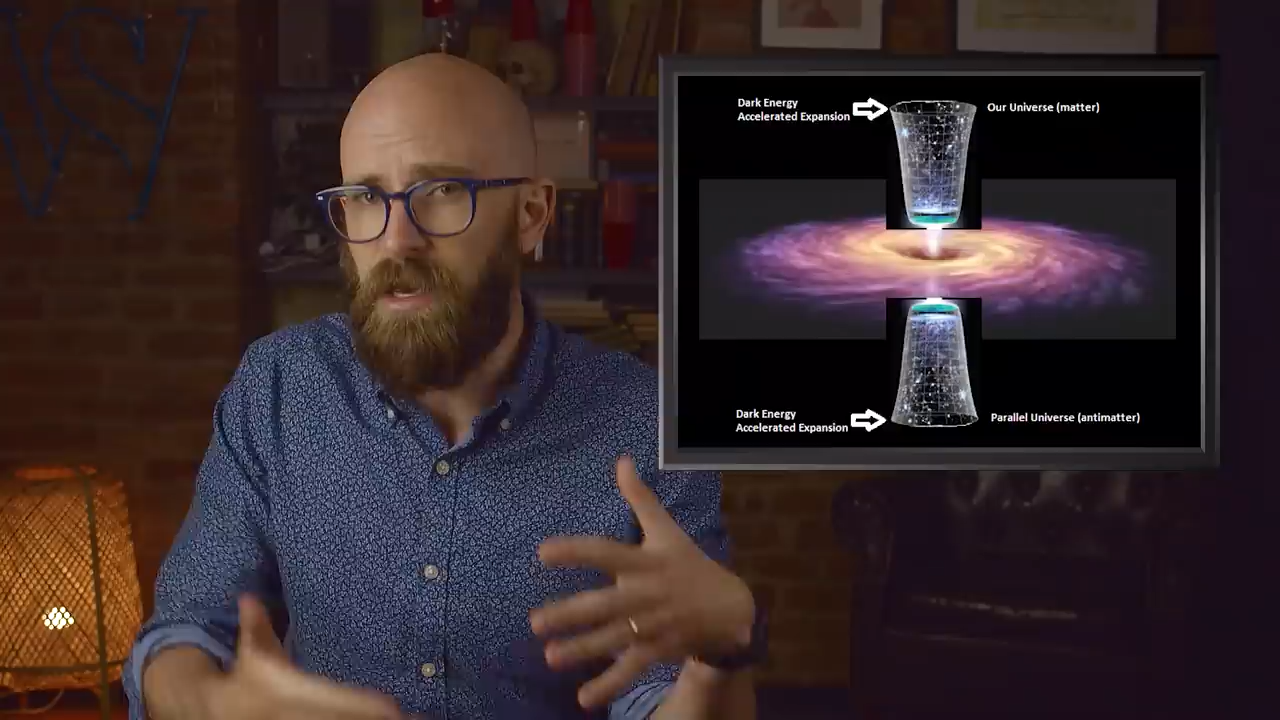 Dark Energy
Accelerated Expansion
Our Universe (matter)
Dark Energy
Accelerated Expansion
Parallel Universe (antimatter)